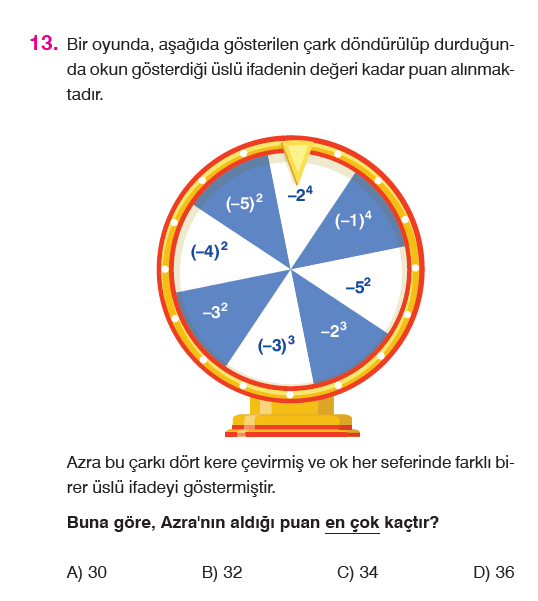 13. Bir oyunda, aşağıda gösterilen çark döndürülüp durduğun-
da okun gösterdiği üslü ifadenin değeri kadar puan alınmak-
tadır.
–2⁴
(–5)²
(–1)⁴
(–4)²
–5²
–3²
–2³
(–3)³
Azra bu çarkı dört kere çevirmiş ve ok her seferinde farklı bi-
rer üslü ifadeyi göstermiştir.
Buna göre, Azra'nın aldığı puan en çok kaçtır?
A) 30 B) 32 C) 34 D) 36